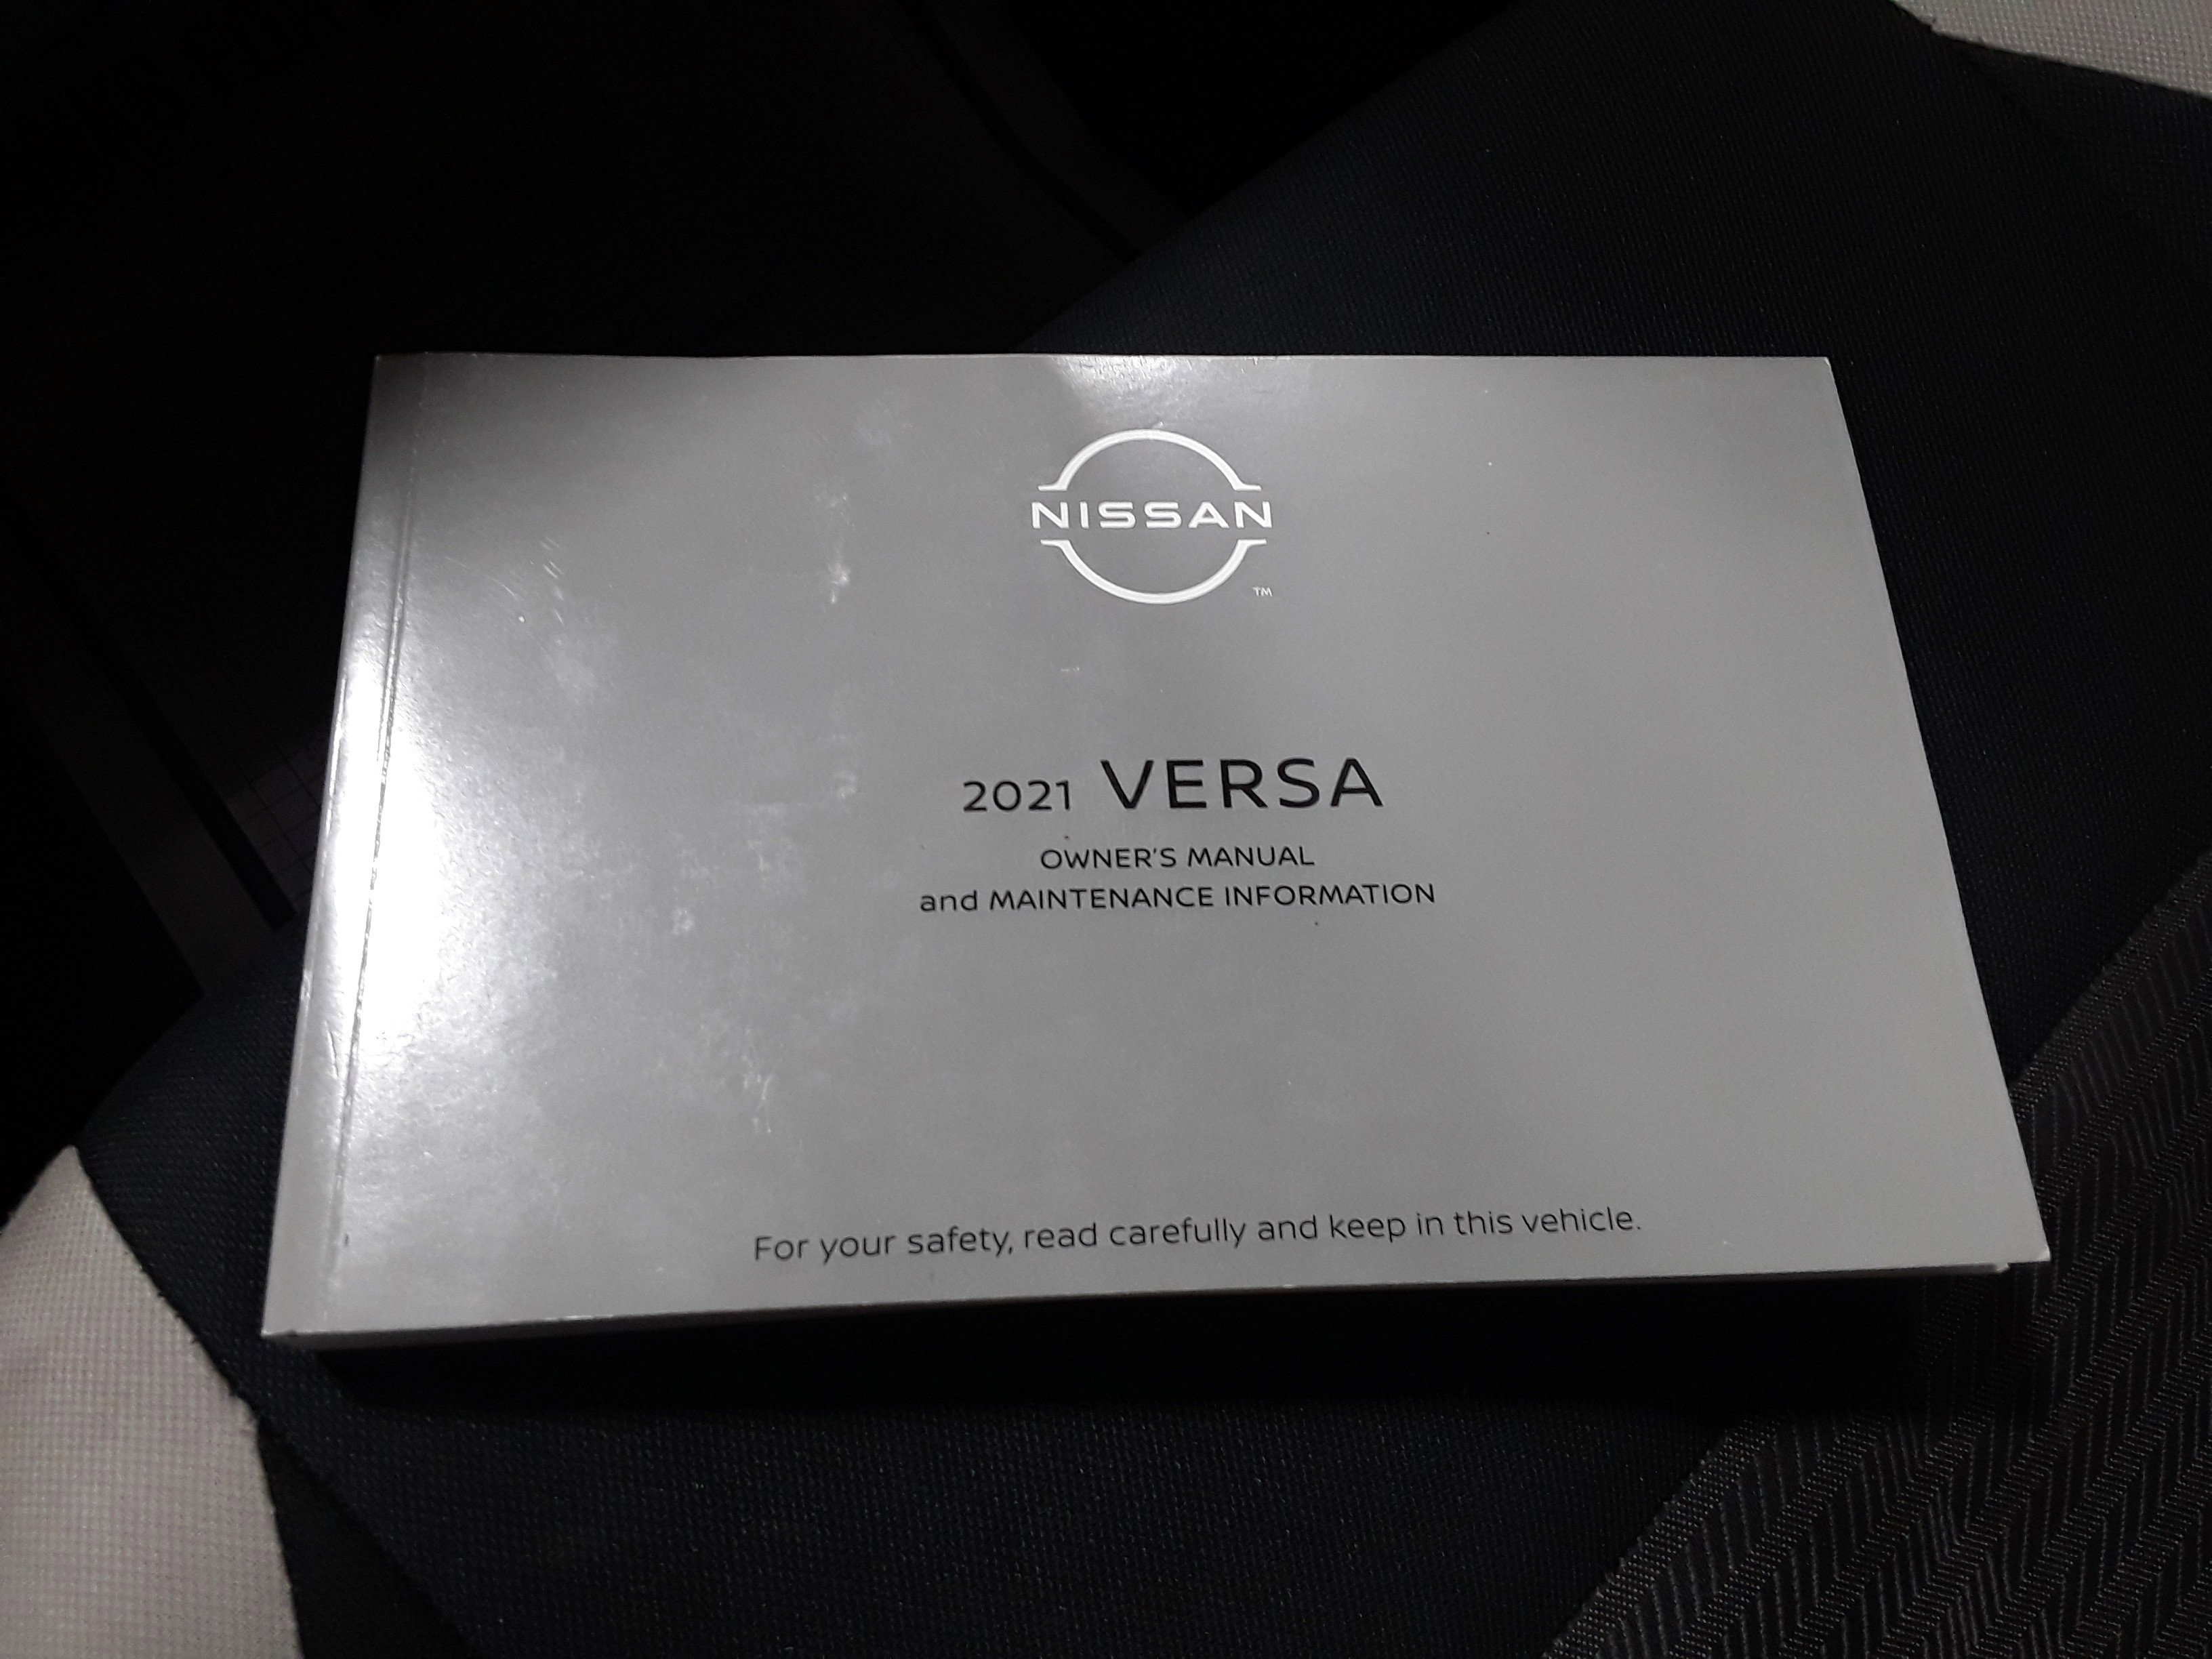 NISSAN
TM
2021 VERSA
OWNER'S MANUAL
and MAINTENANCE INFORMATION
For your safety, read carefully and keep in this vehicle.